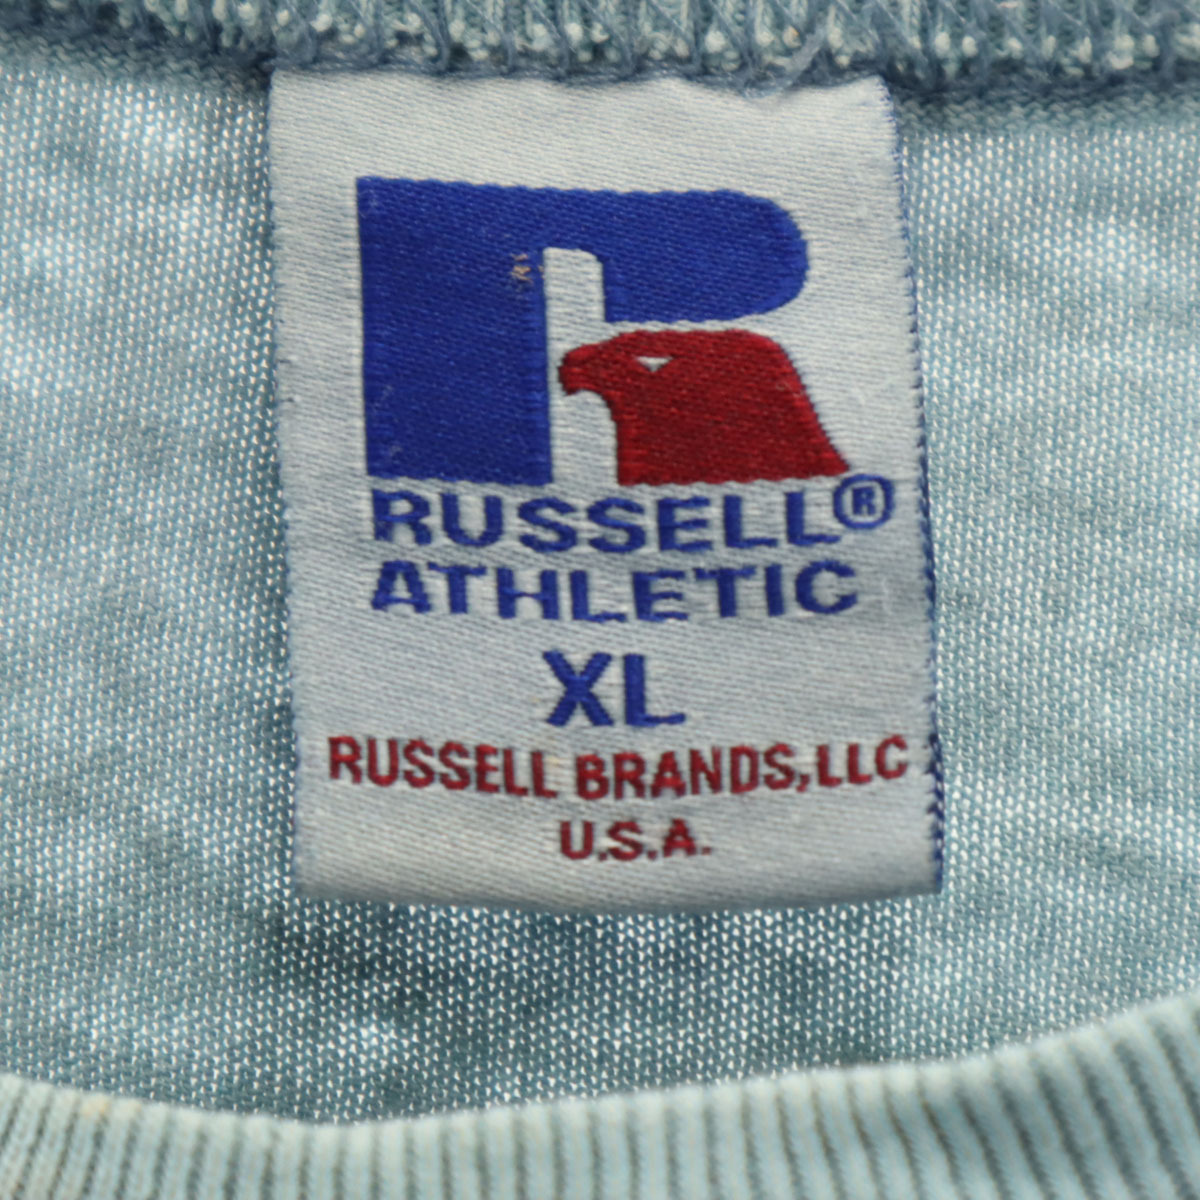 RUSSELL®
ATHLETIC
XL
RUSSELL BRANDS, LLC
U.S.A.